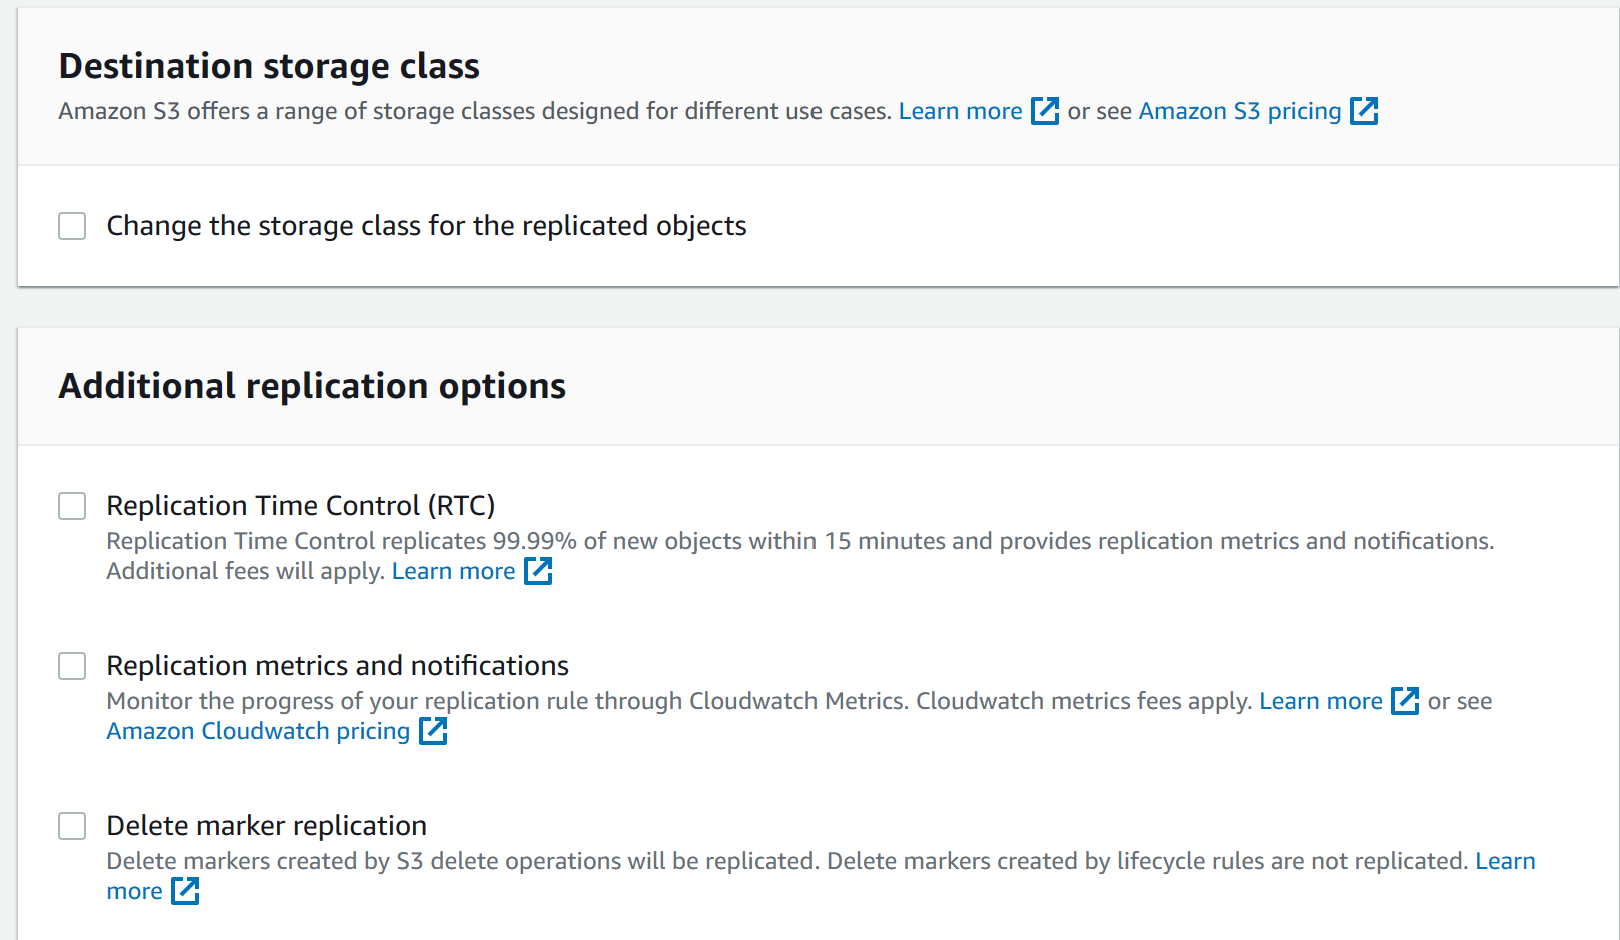 Destination storage class
Amazon S3 offers a range of storage classes designed for different use cases. Learn more or see Amazon S3 pricing
Change the storage class for the replicated objects
Additional replication options
Replication Time Control (RTC)
Replication Time Control replicates 99.99% of new objects within 15 minutes and provides replication metrics and notifications.
Additional fees will apply. Learn more
Replication metrics and notifications
Monitor the progress of your replication rule through Cloudwatch Metrics. Cloudwatch metrics fees apply. Learn more or see
Amazon Cloudwatch pricing
Delete marker replication
Delete markers created by S3 delete operations will be replicated. Delete markers created by lifecycle rules are not replicated. Learn
more